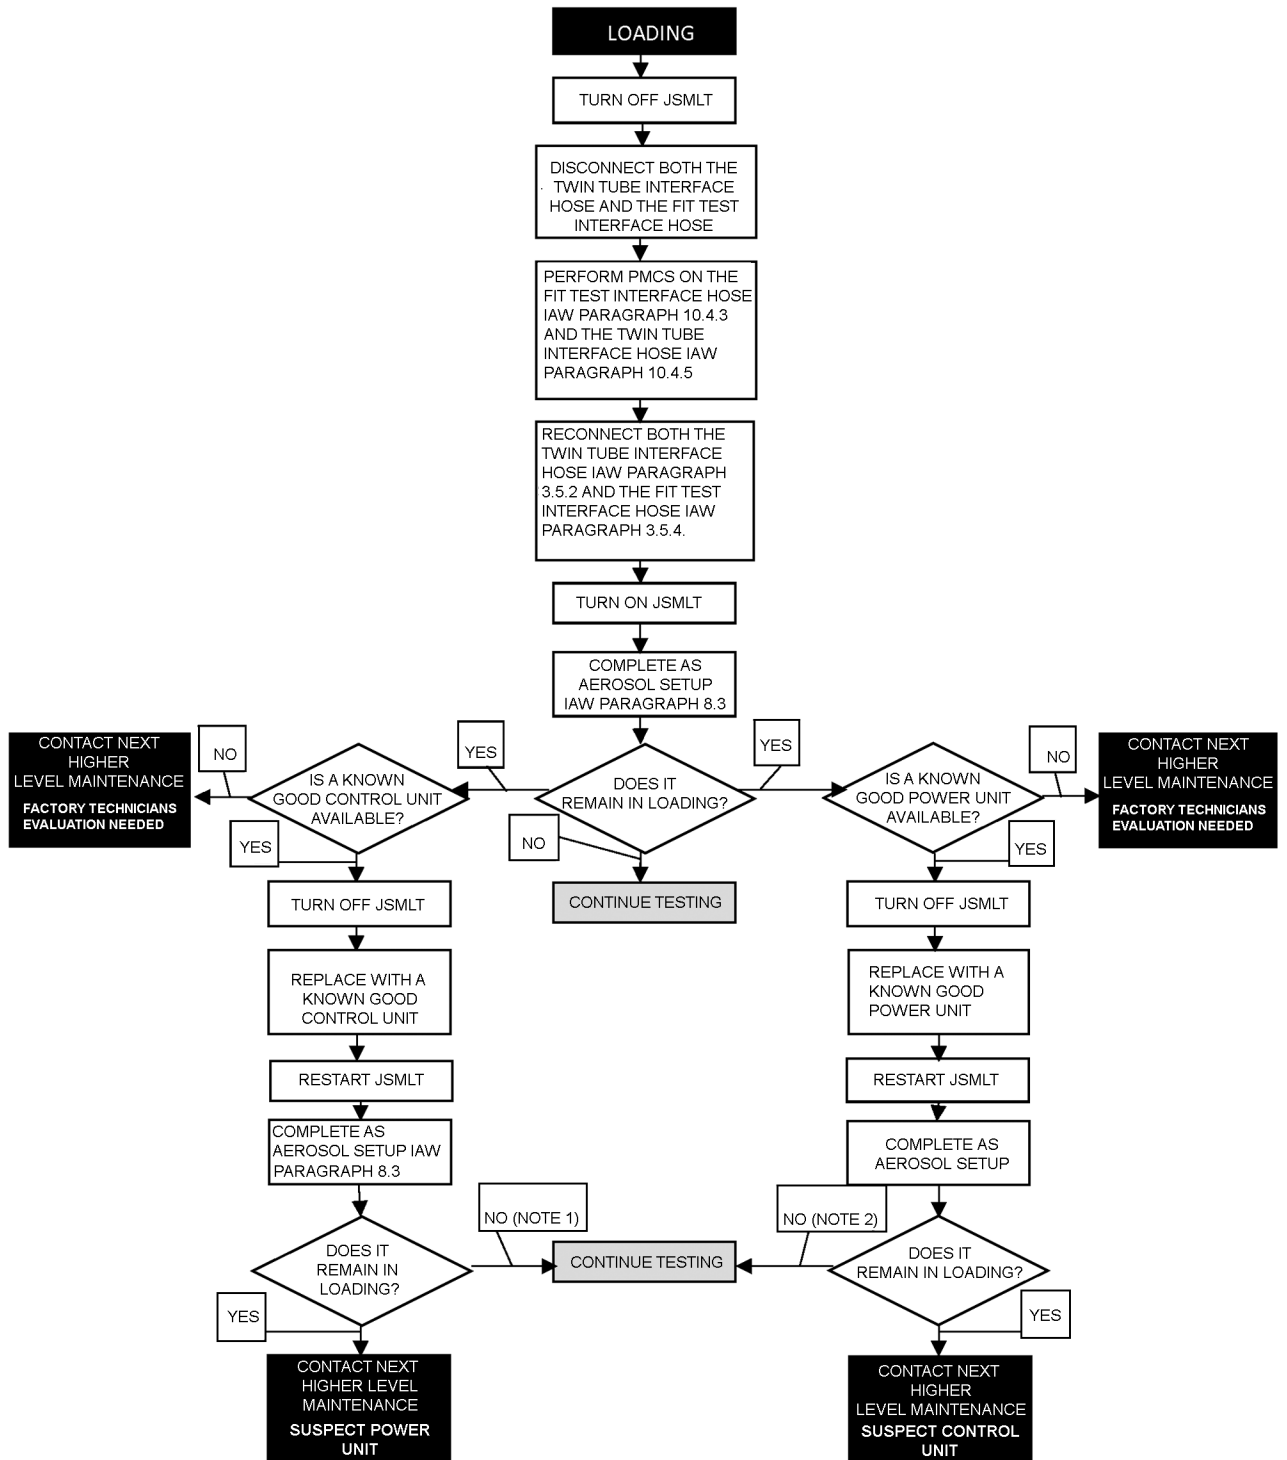 LOADING
TURN OFF JSMLT
DISCONNECT BOTH THE
TWIN TUBE INTERFACE
HOSE AND THE FIT TEST
INTERFACE HOSE
PERFORM PMCS ON THE
FIT TEST INTERFACE HOSE
IAW PARAGRAPH 10.4.3
AND THE TWIN TUBE
INTERFACE HOSE IAW
PARAGRAPH 10.4.5
RECONNECT BOTH THE
TWIN TUBE INTERFACE
HOSE IAW PARAGRAPH
3.5.2 AND THE FIT TEST
INTERFACE HOSE IAW
PARAGRAPH 3.5.4.
TURN ON JSMLT
COMPLETE AS
AEROSOL SETUP
IAW PARAGRAPH 8.3
DOES IT
REMAIN IN LOADING?
YES
YES
NO
CONTINUE TESTING
IS A KNOWN
GOOD CONTROL UNIT
AVAILABLE?
NO
CONTACT NEXT
HIGHER
LEVEL MAINTENANCE
FACTORY TECHNICIANS
EVALUATION NEEDED
YES
TURN OFF JSMLT
REPLACE WITH A
KNOWN GOOD
CONTROL UNIT
RESTART JSMLT
COMPLETE AS
AEROSOL SETUP IAW
PARAGRAPH 8.3
DOES IT
REMAIN IN
LOADING?
NO (NOTE 1)
CONTINUE TESTING
YES
CONTACT NEXT
HIGHER LEVEL
MAINTENANCE
SUSPECT POWER
UNIT
IS A KNOWN
GOOD POWER UNIT
AVAILABLE?
NO
CONTACT NEXT
HIGHER
LEVEL MAINTENANCE
FACTORY TECHNICIANS
EVALUATION NEEDED
YES
TURN OFF JSMLT
REPLACE WITH A
KNOWN GOOD
POWER UNIT
RESTART JSMLT
COMPLETE AS
AEROSOL SETUP
DOES IT
REMAIN IN LOADING?
NO (NOTE 2)
YES
CONTACT NEXT
HIGHER
LEVEL MAINTENANCE
SUSPECT CONTROL
UNIT